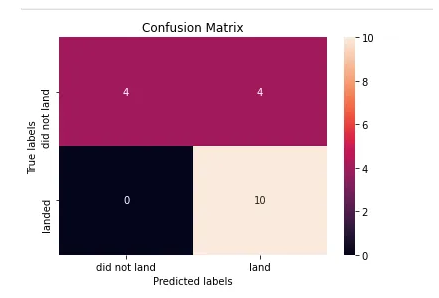 Confusion Matrix
True labels
did not land
landed
4
4
0
10
did not land
land
Predicted labels
10
8
6
4
2
0